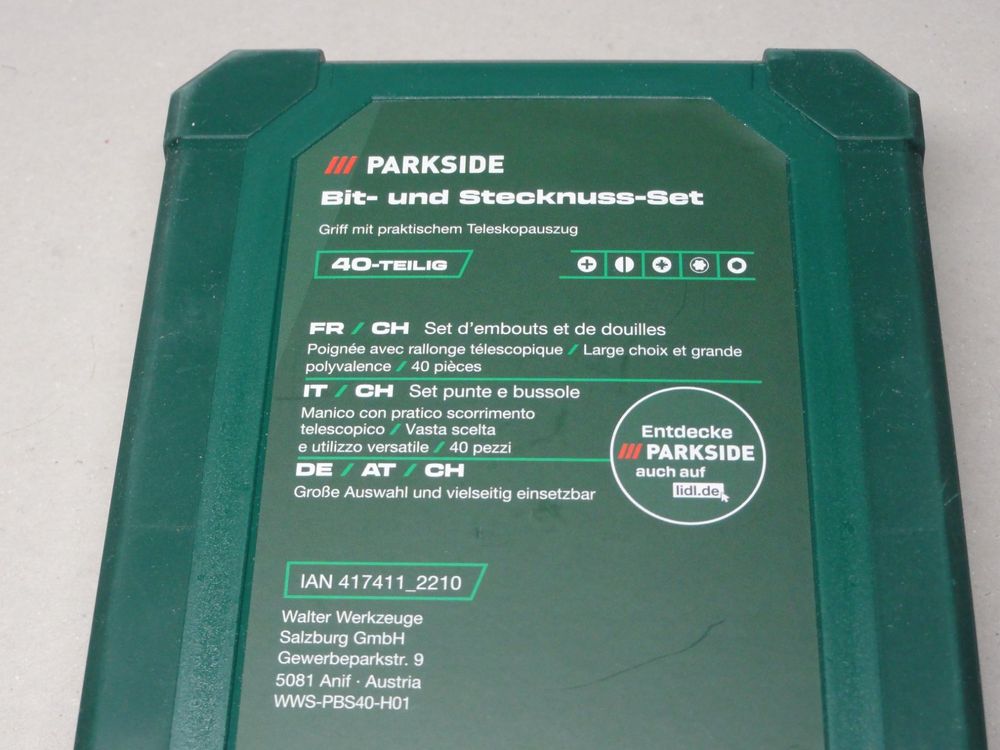 PARKSIDE
Bit- und Stecknuss-Set
Griff mit praktischem Teleskopauszug
40-TEILIG
FR / CH Set d'embouts et de douilles
Poignée avec rallonge télescopique / Large choix et grande
polyvalence / 40 pièces
IT / CH Set punte e bussole
Manico con pratico scorrimento
telescopico / Vasta scelta
e utilizzo versatile / 40 pezzi
DE / AT / CH
Große Auswahl und vielseitig einsetzbar
Entdecke
PARKSIDE
auch auf
lidl.de
IAN 417411_2210
Walter Werkzeuge
Salzburg GmbH
Gewerbeparkstr. 9
5081 Anif · Austria
WWS-PBS40-H01